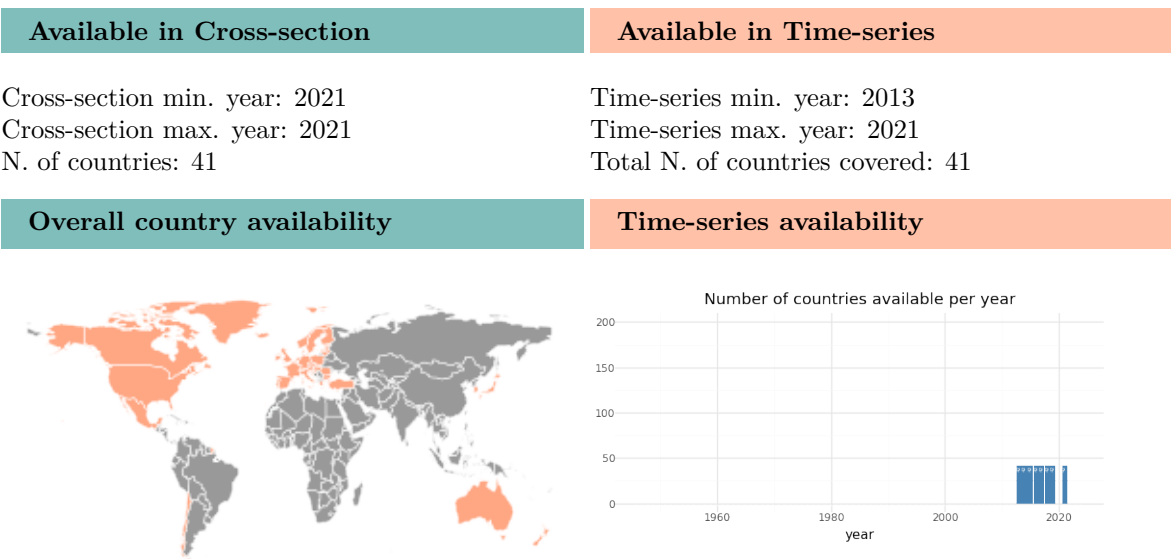 Available in Cross-section
Available in Time-series
Cross-section min. year: 2021
Cross-section max. year: 2021
N. of countries: 41
Time-series min. year: 2013
Time-series max. year: 2021
Total N. of countries covered: 41
Overall country availability
Time-series availability
Number of countries available per year
200
150
100
50
0
1960
1980
2000
2020
year